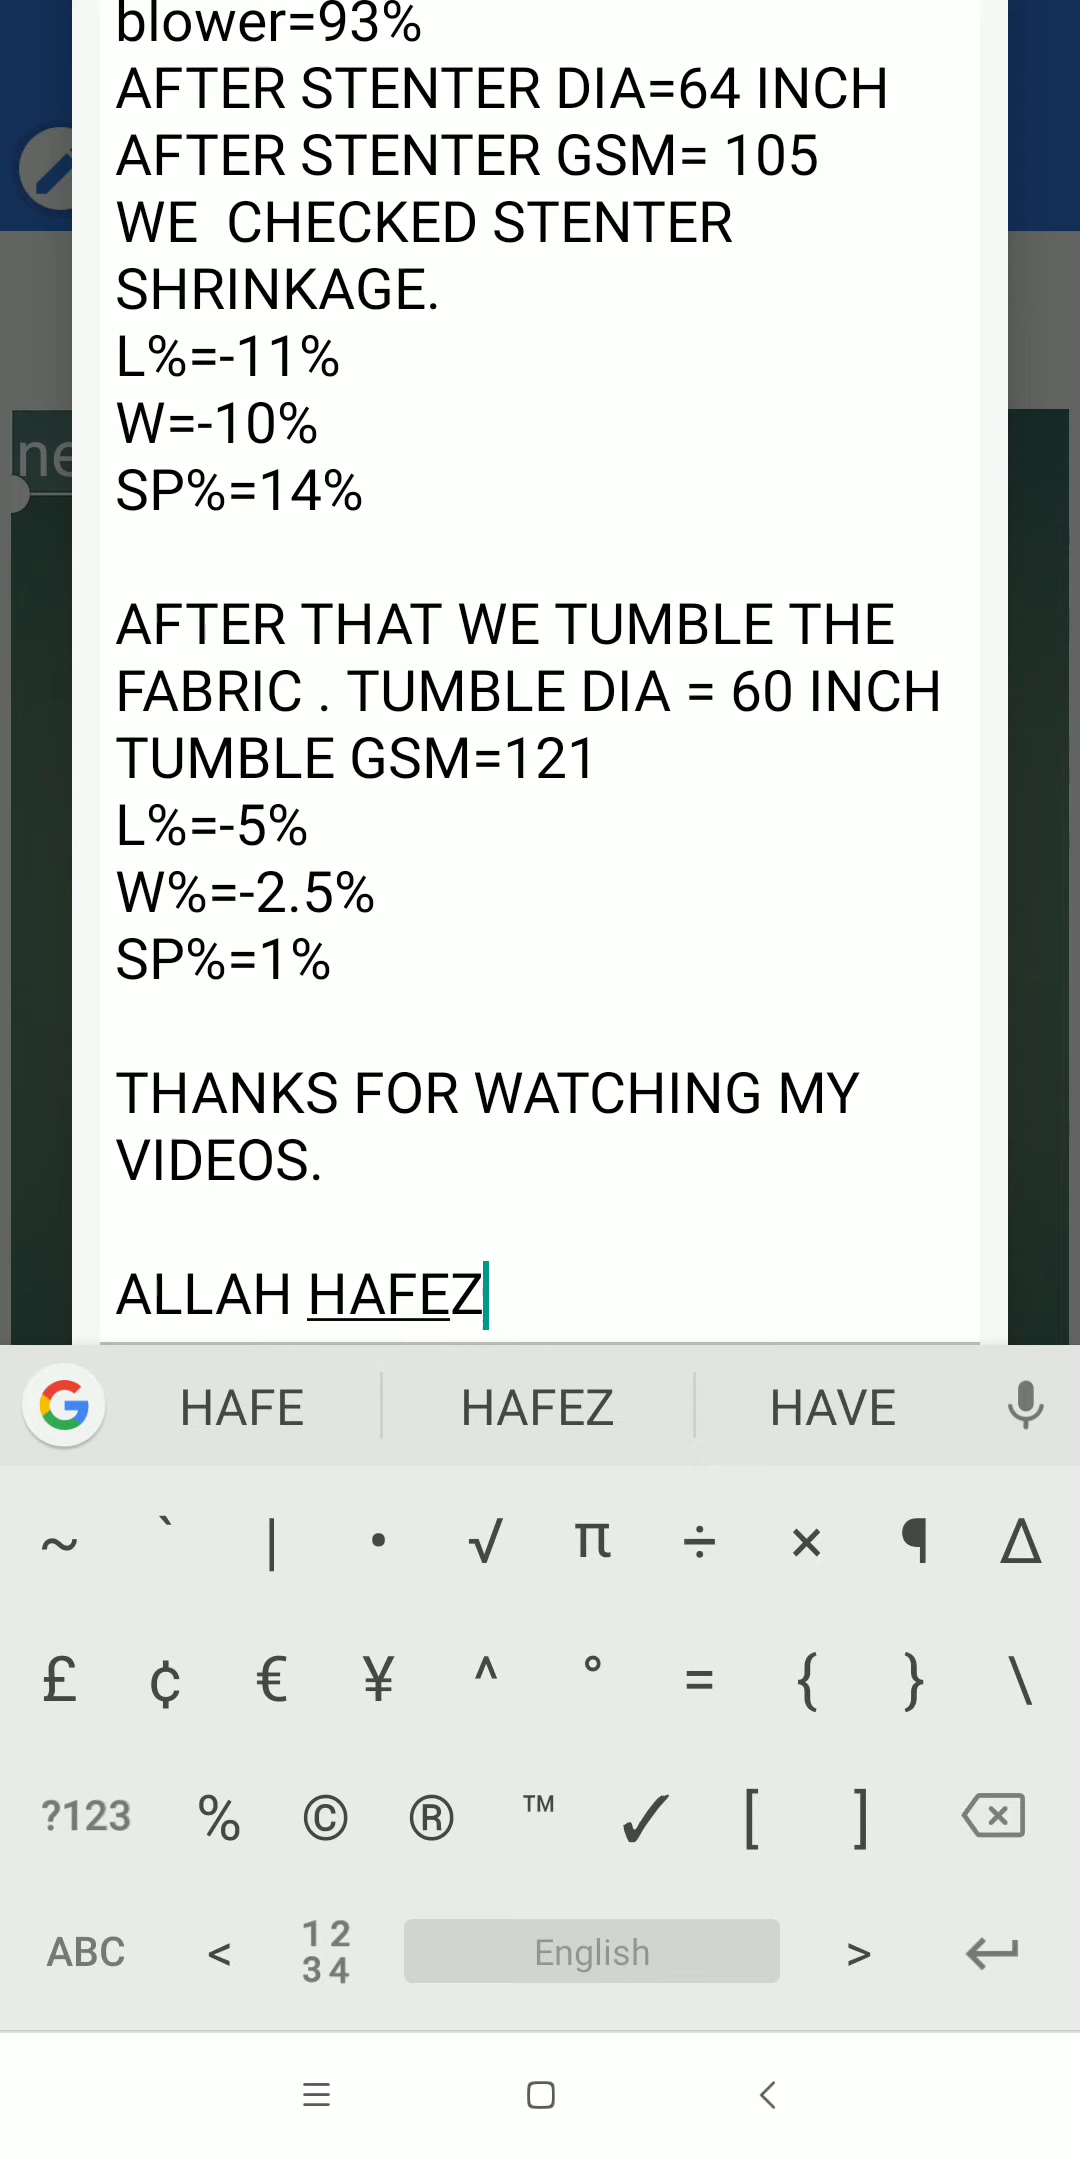 blower=93%
AFTER STENTER DIA=64 INCH
AFTER STENTER GSM= 105
WE  CHECKED STENTER
SHRINKAGE.
L%=-11%
W=-10%
ne
SP%=14%
AFTER THAT WE TUMBLE THE
FABRIC . TUMBLE DIA = 60 INCH
TUMBLE GSM=121
L%=-5%
W%=-2.5%
SP%=1%
THANKS FOR WATCHING MY
VIDEOS.
ALLAH HAFEZ
G HAFE HAFEZ HAVE
~ ` | • √ π ÷ × ¶ Δ
£ ¢ € ¥ ^ ° = { } \
?123 % © ® ™ ✓ [ ]
ABC < 12 34 English >